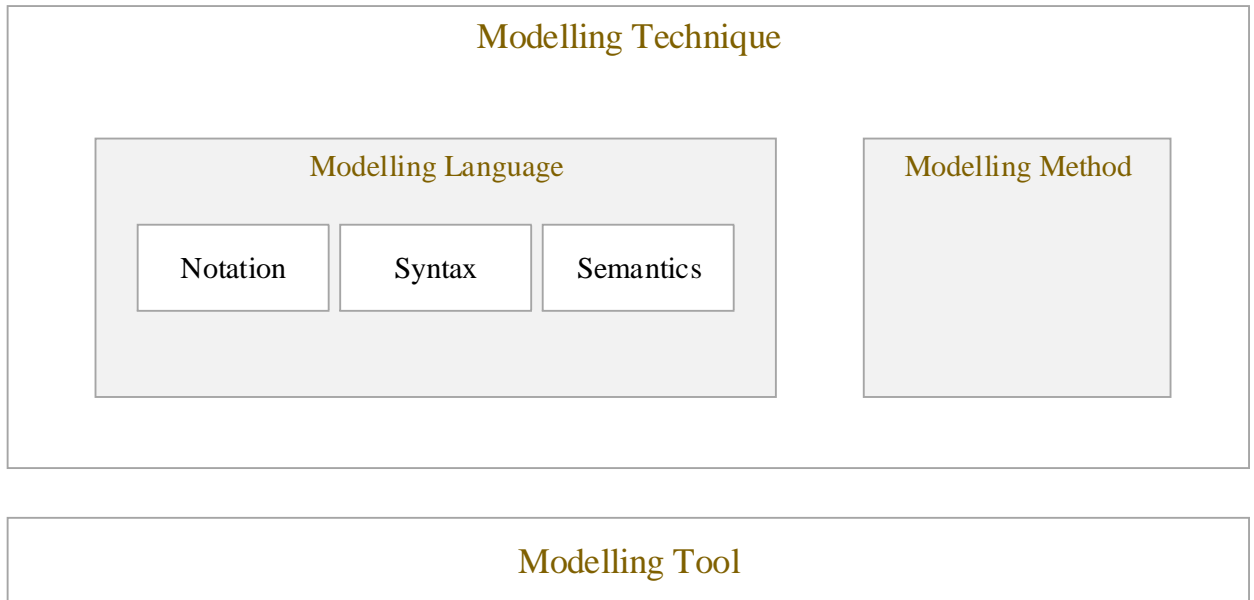 Modelling Technique
Modelling Language
Modelling Method
Notation
Syntax
Semantics
Modelling Tool